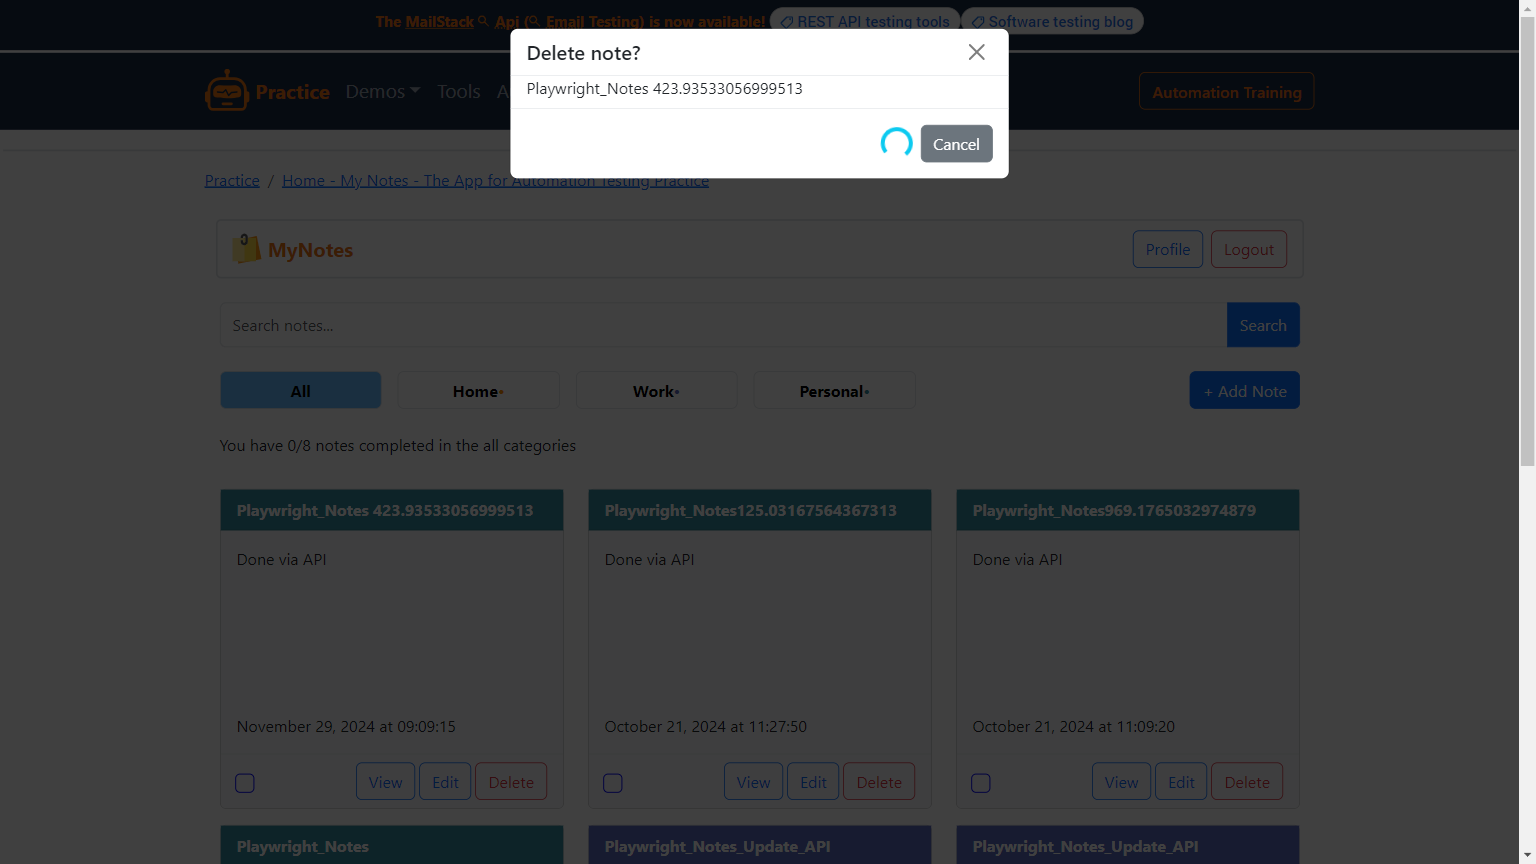 The MailStack Api ( Email Testing) is now available! REST API testing tools Software testing blog
Delete note?
Playwright_Notes 423.93533056999513
Cancel
Practice Demos Tools A
Automation Training
Practice / Home - My Notes - The App for Automation Testing Practice
MyNotes
Profile Logout
Search notes... Search
All Home Work Personal + Add Note
You have 0/8 notes completed in the all categories
Playwright_Notes 423.93533056999513
Done via API
November 29, 2024 at 09:09:15
View Edit Delete
Playwright_Notes125.03167564367313
Done via API
October 21, 2024 at 11:27:50
View Edit Delete
Playwright_Notes969.1765032974879
Done via API
October 21, 2024 at 11:09:20
View Edit Delete
Playwright_Notes
Playwright_Notes_Update_API
Playwright_Notes_Update_API